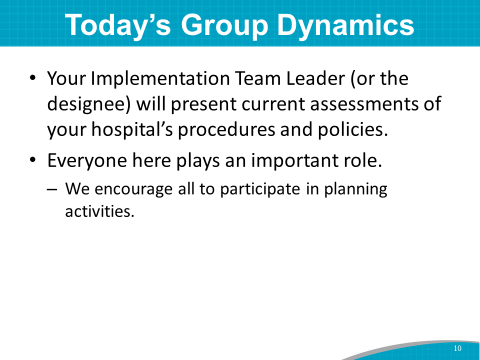 Today’s Group Dynamics
• Your Implementation Team Leader (or the
designee) will present current assessments of
your hospital’s procedures and policies.
• Everyone here plays an important role.
– We encourage all to participate in planning
activities.
10